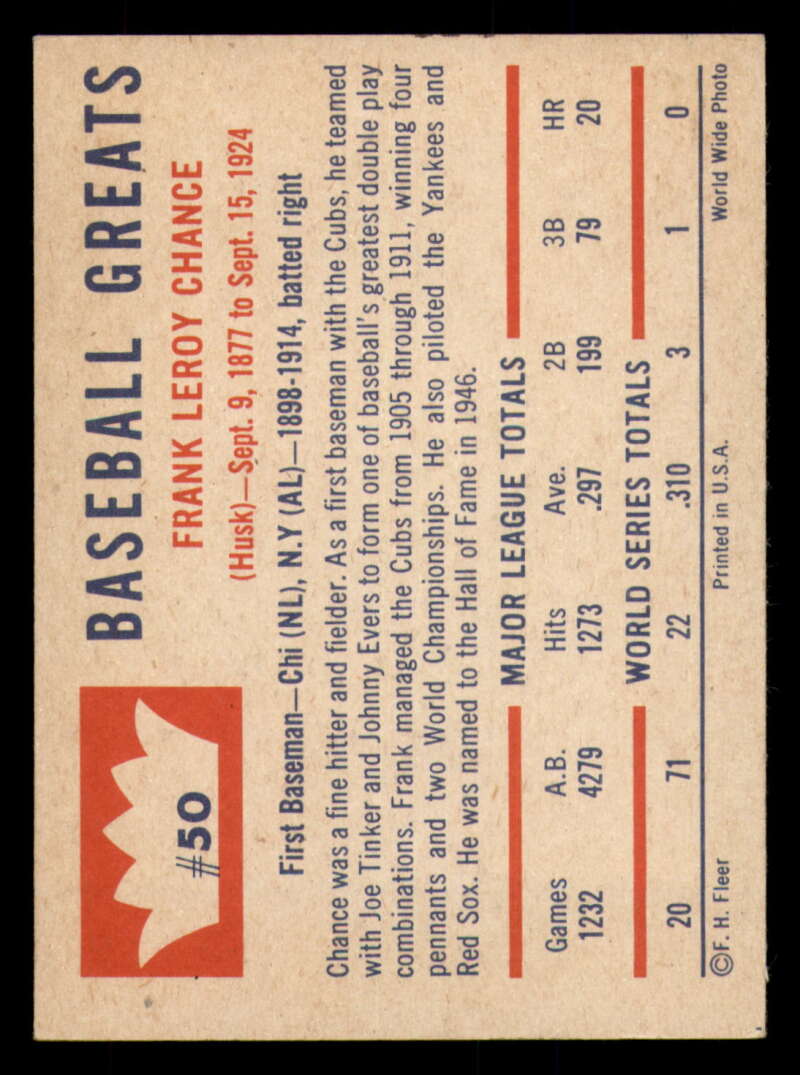 #50
BASEBALL GREATS
FRANK LEROY CHANCE
(Husk)—Sept. 9, 1877 to Sept. 15, 1924
First Baseman—Chi (NL), N.Y (AL)—1898-1914, batted right
Chance was a fine hitter and fielder. As a first baseman with the Cubs, he teamed
with Joe Tinker and Johnny Evers to form one of baseball's greatest double play
combinations. Frank managed the Cubs from 1905 through 1911, winning four
pennants and two World Championships. He also piloted the Yankees and
Red Sox. He was named to the Hall of Fame in 1946.
MAJOR LEAGUE TOTALS
Games A.B. Hits Ave. 2B 3B HR
1232 4279 1273 .297 199 79 20
WORLD SERIES TOTALS
20 71 22 .310 3 1 0
©F. H. Fleer Printed in U.S.A. World Wide Photo